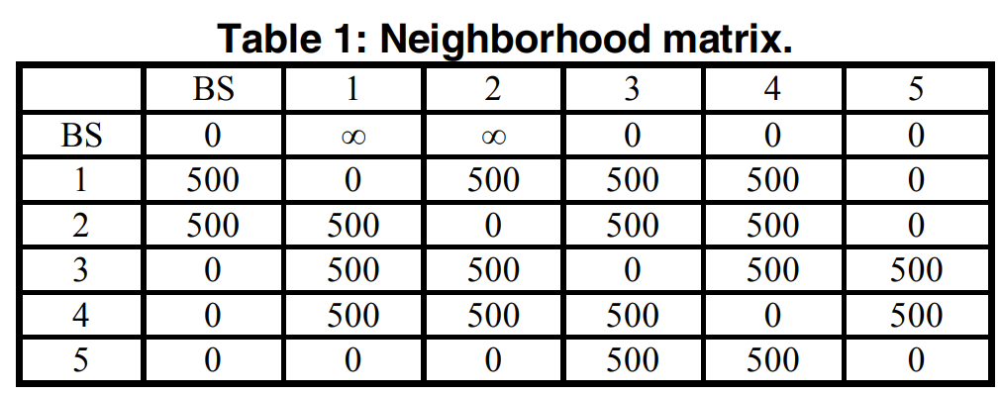 Table 1: Neighborhood matrix.
BS 1 2 3 4 5
BS 0 ∞ ∞ 0 0 0
1 500 0 500 500 500 0
2 500 500 0 500 500 0
3 0 500 500 0 500 500
4 0 500 500 500 0 500
5 0 0 0 500 500 0